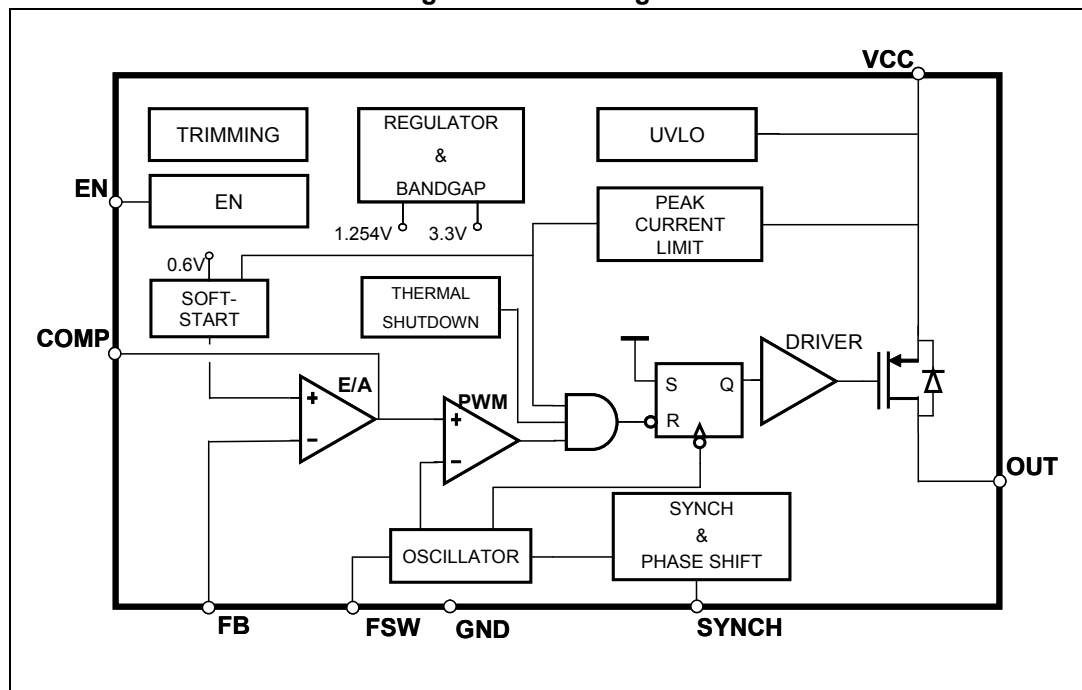 VCC
TRIMMING
REGULATOR
&
BANDGAP
UVLO
EN
EN
PEAK
CURRENT
LIMIT
1.254V
3.3V
0.6V
SOFT-
START
THERMAL
SHUTDOWN
COMP
DRIVER
S
Q
R
E/A
+
-
PWM
+
-
OUT
SYNCH
&
PHASE SHIFT
OSCILLATOR
FB
FSW
GND
SYNCH